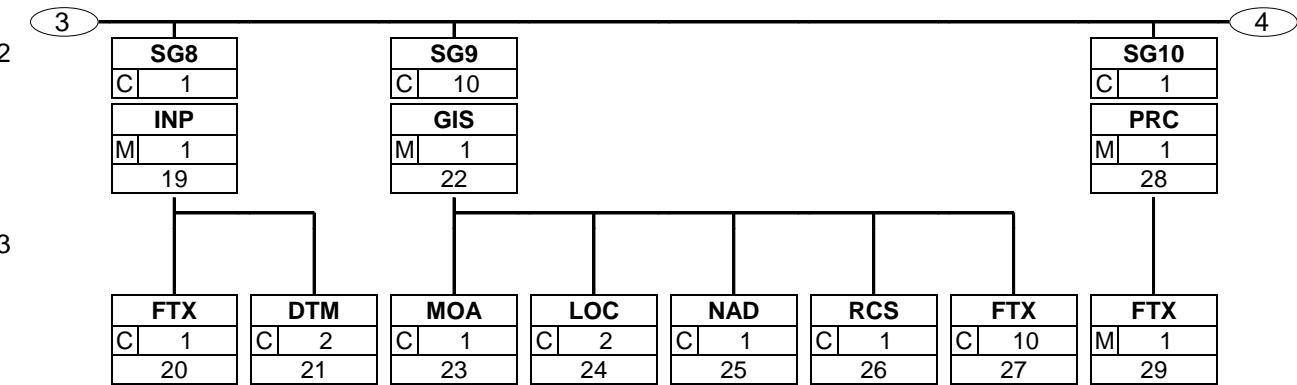 3 4
2 SG8 SG9 SG10
C 1 C 10 C 1
INP GIS PRC
M 1 M 1 M 1
19 22 28
3
FTX DTM MOA LOC NAD RCS FTX FTX
C 1 C 2 C 1 C 2 C 1 C 1 C 10 M 1
20 21 23 24 25 26 27 29